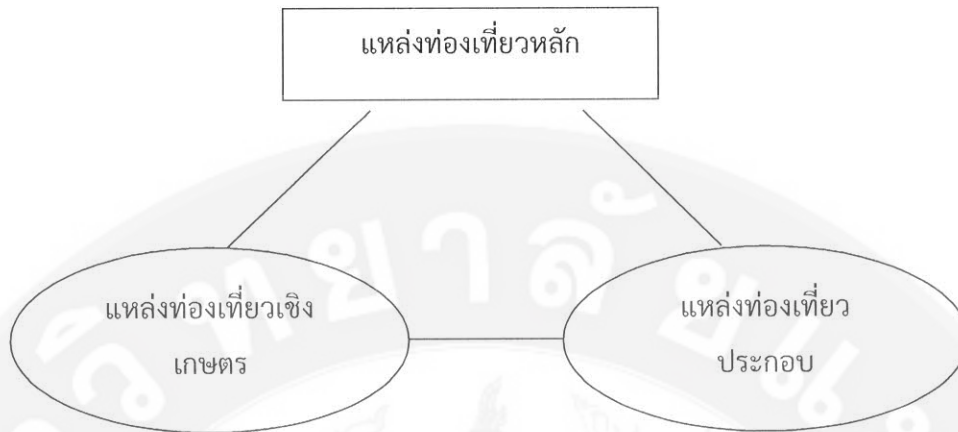 แหล่งท่องเที่ยวหลัก
แหล่งท่องเที่ยวเชิง
เกษตร
แหล่งท่องเที่ยว
ประกอบ